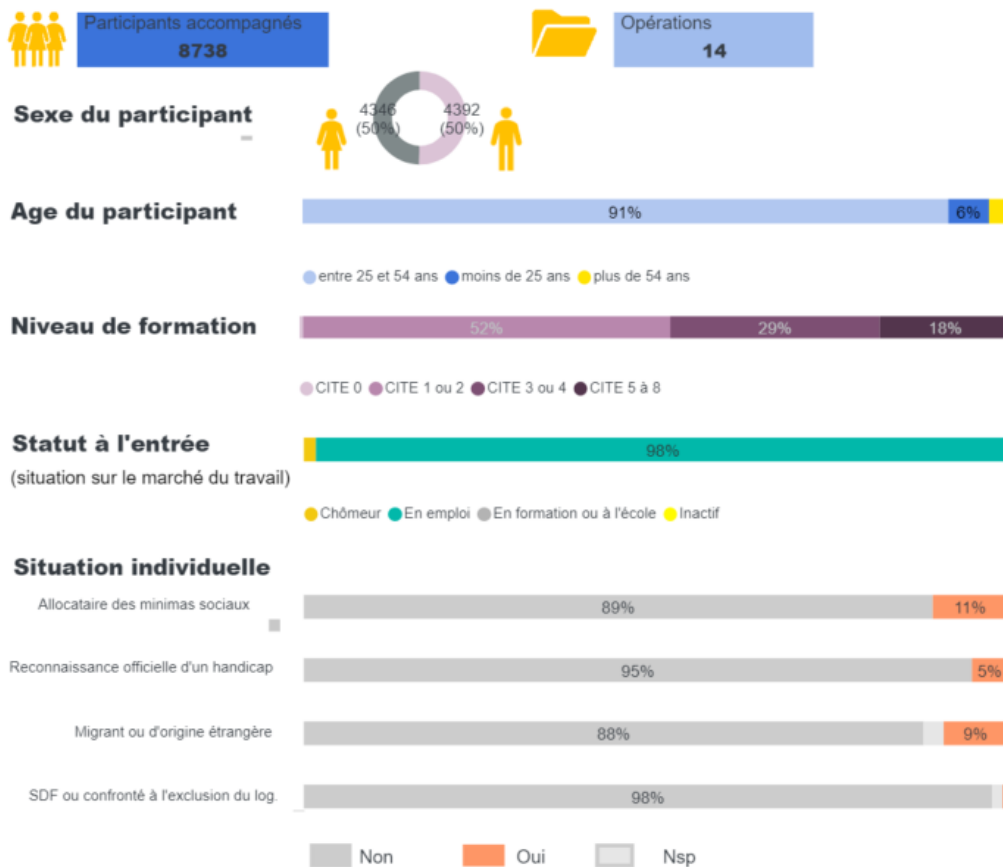 Participants accompagnés
8738
Opérations
14
Sexe du participant
4346
(50%)
4392
(50%)
Age du participant
91%
6%
entre 25 et 54 ans
moins de 25 ans
plus de 54 ans
Niveau de formation
52%
29%
18%
CITE 0
CITE 1 ou 2
CITE 3 ou 4
CITE 5 à 8
Statut à l'entrée
(situation sur le marché du travail)
98%
Chômeur
En emploi
En formation ou à l'école
Inactif
Situation individuelle
Allocataire des minimas sociaux
89%
11%
Reconnaissance officielle d'un handicap
95%
5%
Migrant ou d'origine étrangère
88%
9%
SDF ou confronté à l'exclusion du log.
98%
Non
Oui
Nsp